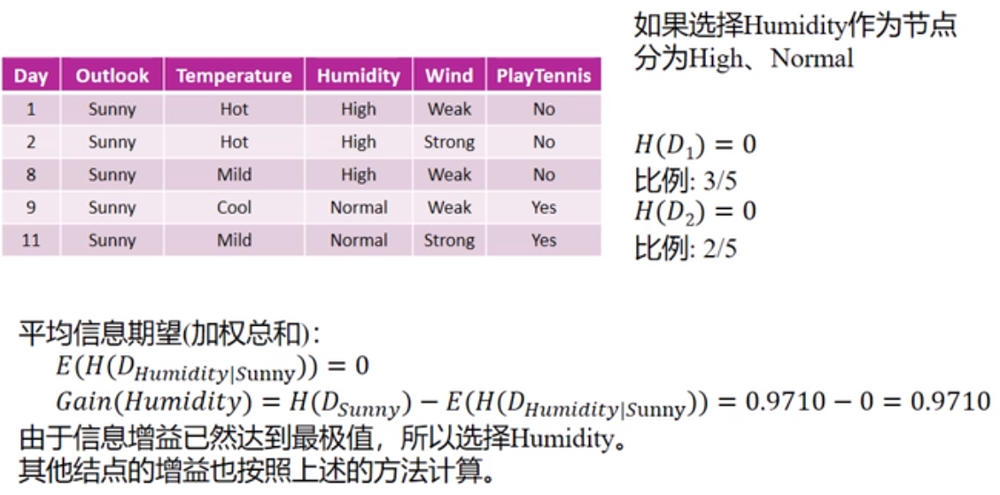 如果选择Humidity作为节点
分为High、Normal
Day Outlook Temperature Humidity Wind PlayTennis
1 Sunny Hot High Weak No
2 Sunny Hot High Strong No
8 Sunny Mild High Weak No
9 Sunny Cool Normal Weak Yes
11 Sunny Mild Normal Strong Yes
H(D₁) = 0
比例: 3/5
H(D₂) = 0
比例: 2/5
平均信息期望(加权总和)：
E(H(D_{Humidity|Sunny})) = 0
Gain(Humidity) = H(D_{Sunny}) − E(H(D_{Humidity|Sunny})) = 0.9710 − 0 = 0.9710
由于信息增益已然达到最极值，所以选择Humidity。
其他结点的增益也按照上述的方法计算。